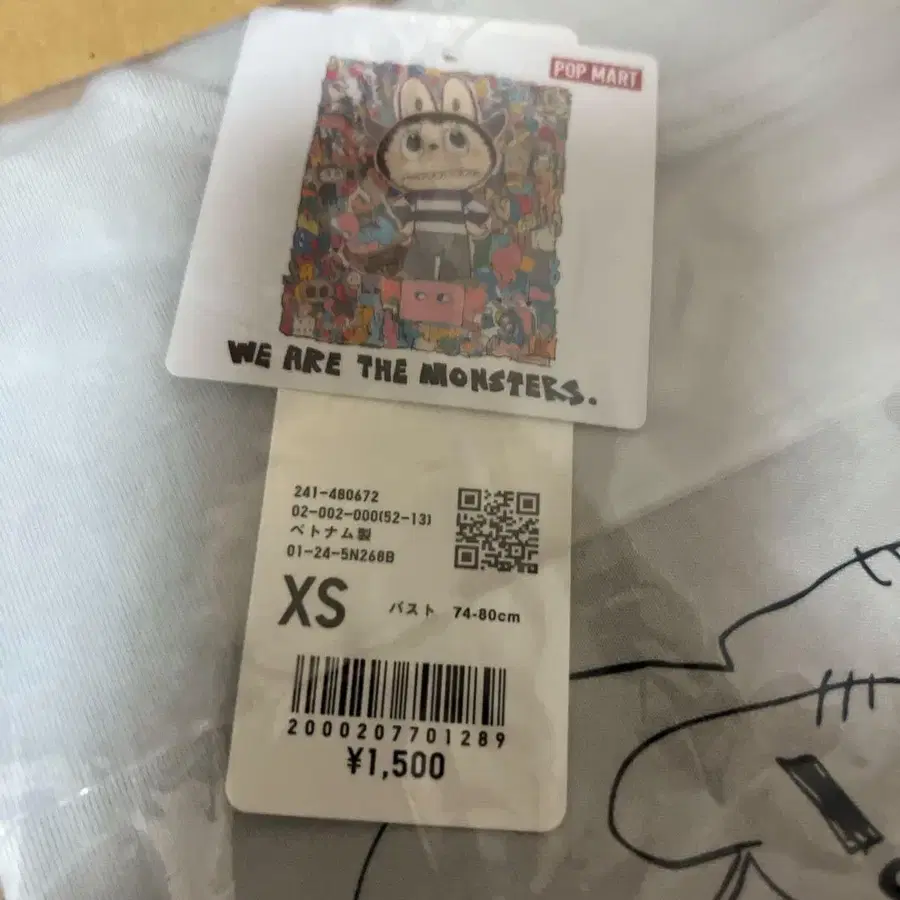 POP MART
WE ARE THE MONSTERS.
241-480672
02-002-000(52-13)
ベトナム製
01-24-5N268B
XS バスト 74-80cm
2000207701289
¥1,500